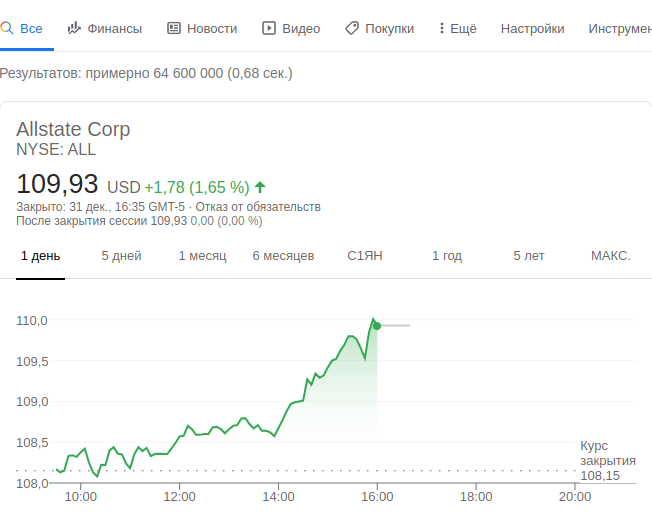 Все Финансы Новости Видео Покупки Ещё Настройки Инструмен
Результатов: примерно 64 600 000 (0,68 сек.)
Allstate Corp
NYSE: ALL
109,93 USD +1,78 (1,65 %)
Закрыто: 31 дек., 16:35 GMT-5 · Отказ от обязательств
После закрытия сессии 109,93 0,00 (0,00 %)
1 день 5 дней 1 месяц 6 месяцев С1ЯН 1 год 5 лет МАКС.
110,0
109,5
109,0
108,5
108,0
Курс
закрытия
108,15
10:00 12:00 14:00 16:00 18:00 20:00